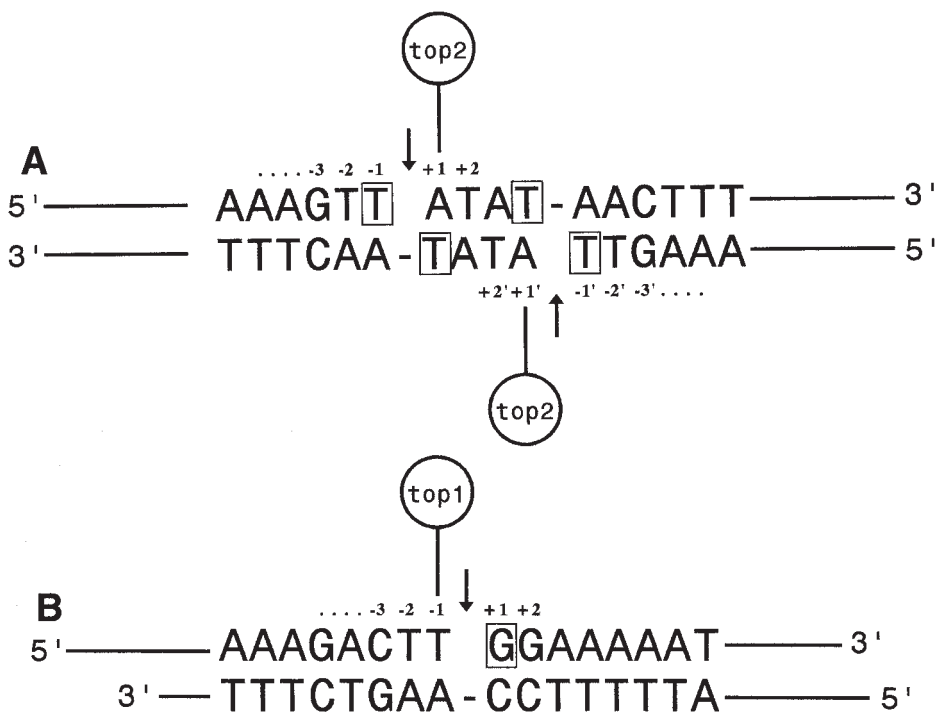 top2
A
. . . . -3 -2 -1 +1 +2
5' AAAGTT ATAT-AACTTT 3'
3' TTTCAA-TATA TTGAAA 5'
+2'+1' -1' -2' -3' . . . .
top2
top1
B
. . . . -3 -2 -1 +1 +2
5' AAAGACTT GGAAAAAT 3'
3' TTTCTGAA-CCTTTTTA 5'